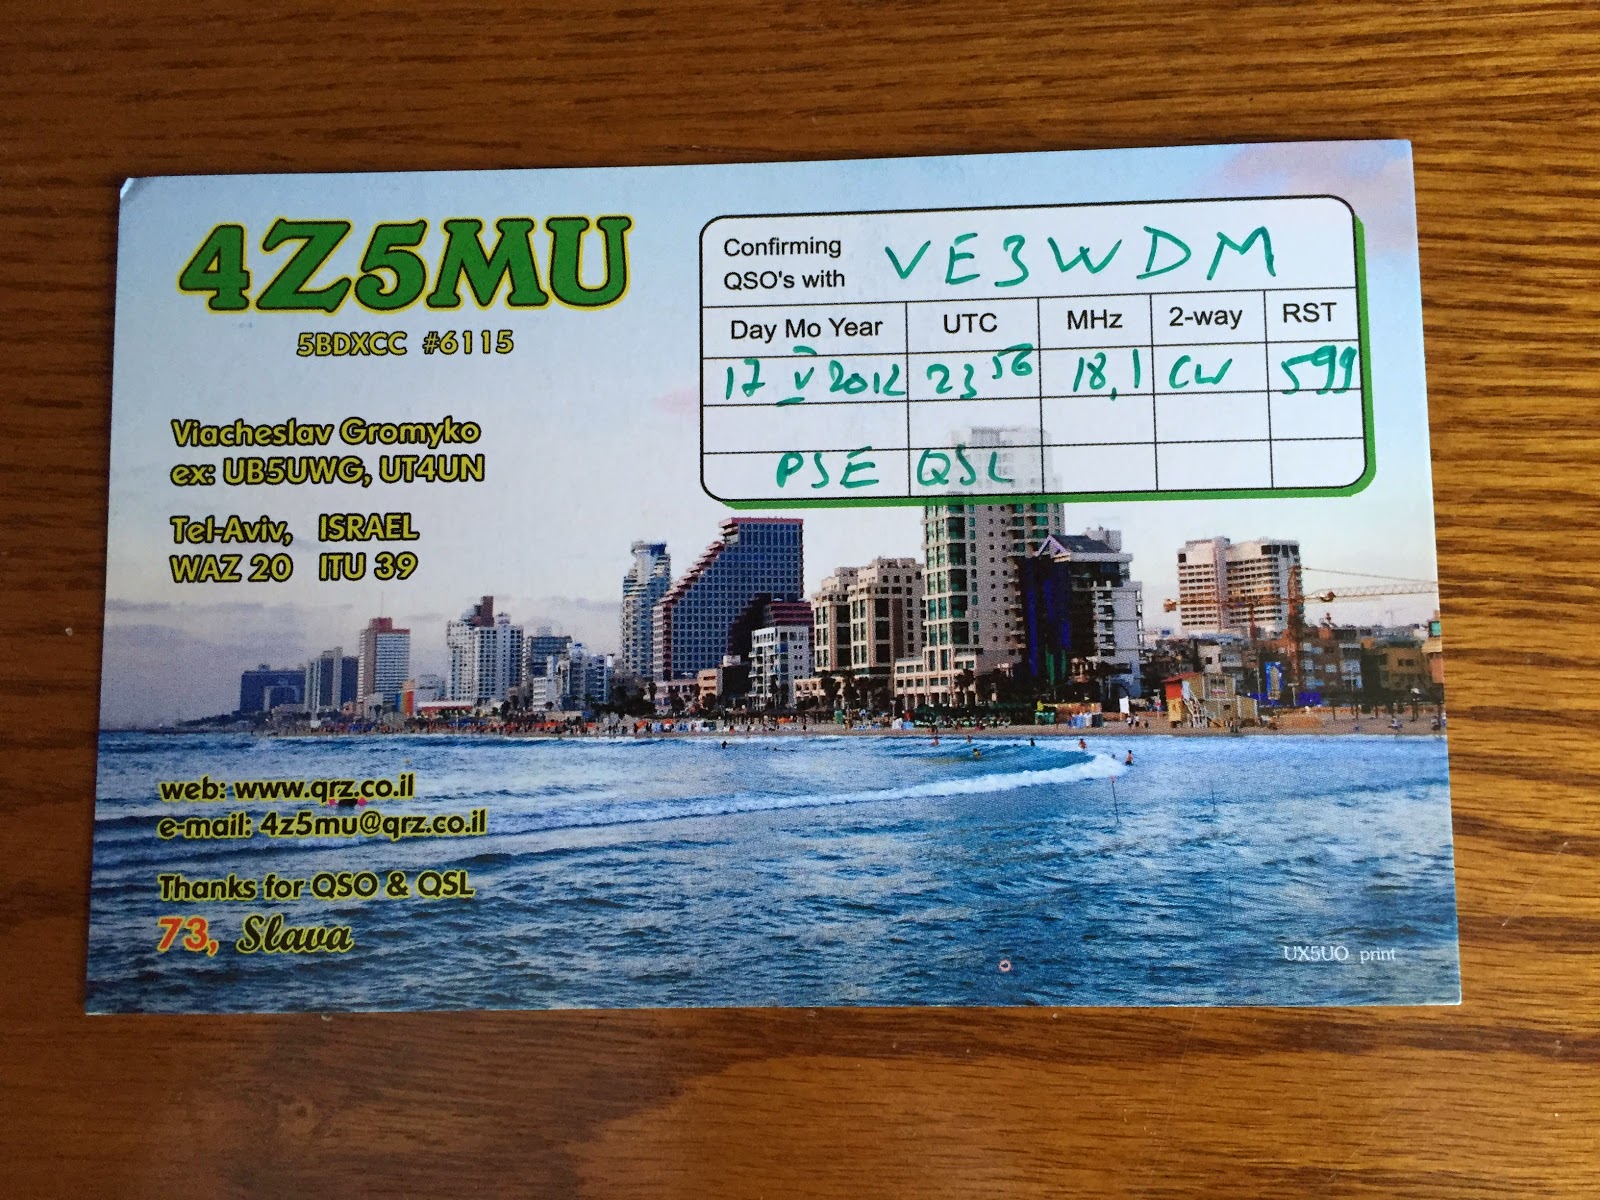 4Z5MU
5BDXCC #6115
Viacheslav Gromyko
ex: UB5UWG, UT4UN
Tel-Aviv, ISRAEL
WAZ 20 ITU 39
Confirming QSO's with VE3WDM
Day Mo Year UTC MHz 2-way RST
17 V 2012 23 56 18,1 CW 599
PSE QSL
web: www.qrz.co.il
e-mail: 4z5mu@qrz.co.il
Thanks for QSO & QSL
73, Slava
UX5UO print